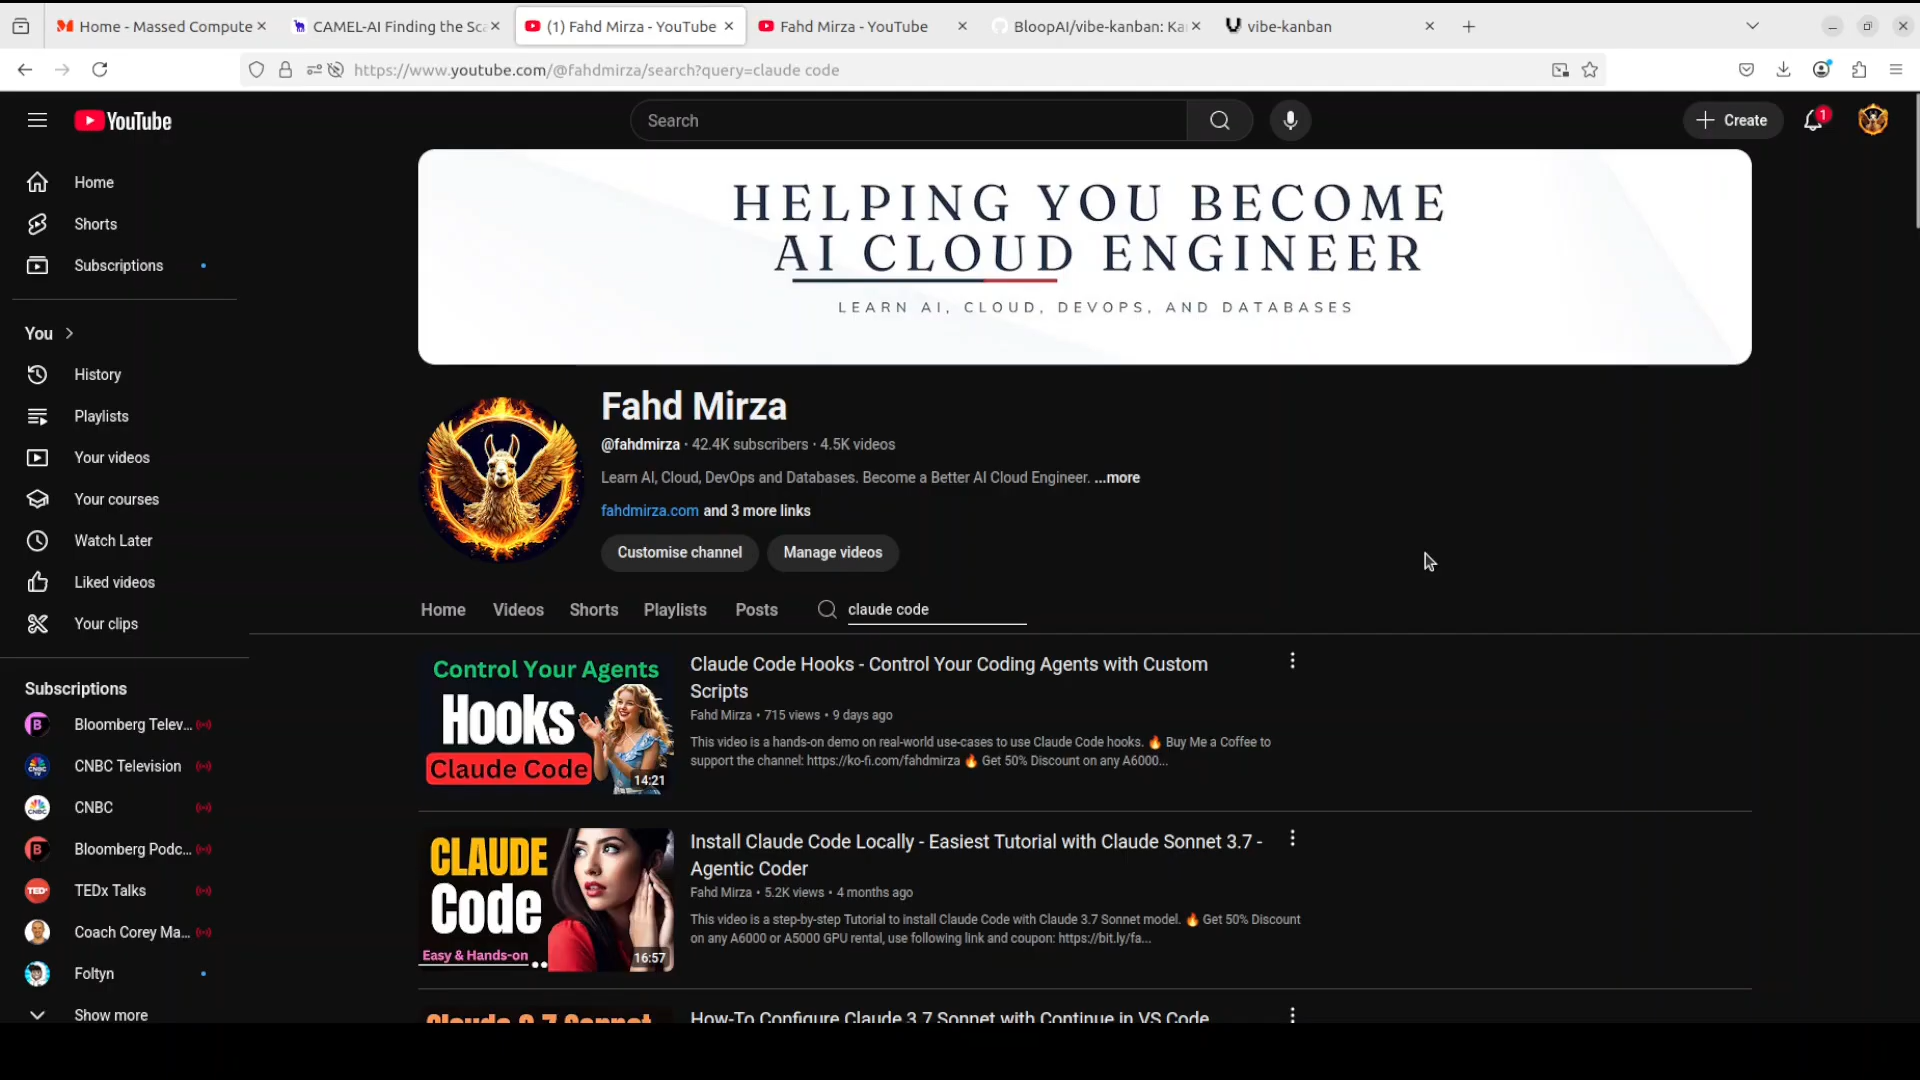 Home - Massed Compute
CAMEL-AI Finding the Sca
(1) Fahd Mirza - YouTube
Fahd Mirza - YouTube
BloopAI/vibe-kanban: Ka
vibe-kanban
https://www.youtube.com/@fahdmirza/search?query=claude code
YouTube
Search
Create
1
Home
Shorts
Subscriptions
You
History
Playlists
Your videos
Your courses
Watch Later
Liked videos
Your clips
Subscriptions
Bloomberg Telev...
CNBC Television
CNBC
Bloomberg Podc...
TEDx Talks
Coach Corey Ma...
Foltyn
Show more
HELPING YOU BECOME
AI CLOUD ENGINEER
LEARN AI, CLOUD, DEVOPS, AND DATABASES
Fahd Mirza
@fahdmirza · 42.4K subscribers · 4.5K videos
Learn AI, Cloud, DevOps and Databases. Become a Better AI Cloud Engineer. ...more
fahdmirza.com and 3 more links
Customise channel
Manage videos
Home
Videos
Shorts
Playlists
Posts
claude code
Control Your Agents
Hooks
Claude Code
14:21
Claude Code Hooks - Control Your Coding Agents with Custom
Scripts
Fahd Mirza • 715 views • 9 days ago
This video is a hands-on demo on real-world use-cases to use Claude Code hooks. 🔥 Buy Me a Coffee to
support the channel: https://ko-fi.com/fahdmirza 🔥 Get 50% Discount on any A6000...
CLAUDE
Code
Easy & Hands-on
16:57
Install Claude Code Locally - Easiest Tutorial with Claude Sonnet 3.7 -
Agentic Coder
Fahd Mirza • 5.2K views • 4 months ago
This video is a step-by-step Tutorial to install Claude Code with Claude 3.7 Sonnet model. 🔥 Get 50% Discount
on any A6000 or A5000 GPU rental, use following link and coupon: https://bit.ly/fa...
Claude 3.7 Sonnet
How-To Configure Claude 3.7 Sonnet with Continue in VS Code